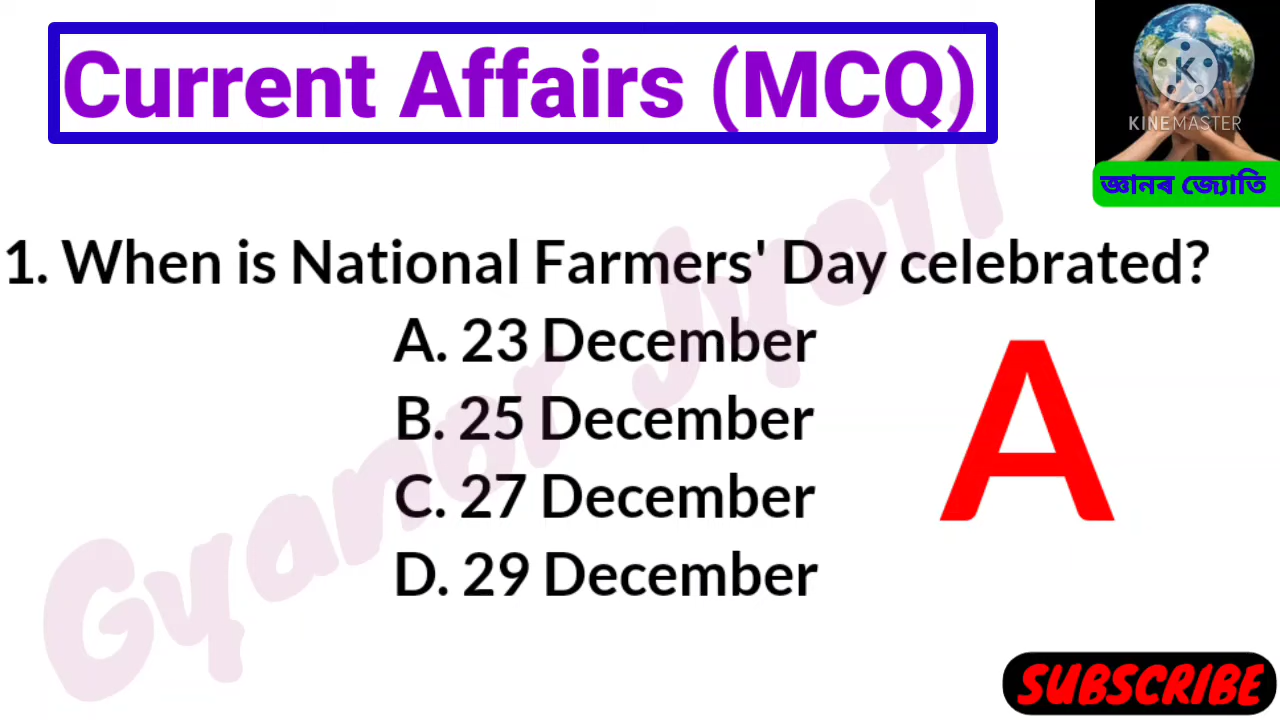 Current Affairs (MCQ)
K
KINEMASTER
জ্ঞানৰ জ্যোতি
1. When is National Farmers' Day celebrated?
A. 23 December
B. 25 December
C. 27 December
D. 29 December
A
Gyanor Jyoti
SUBSCRIBE